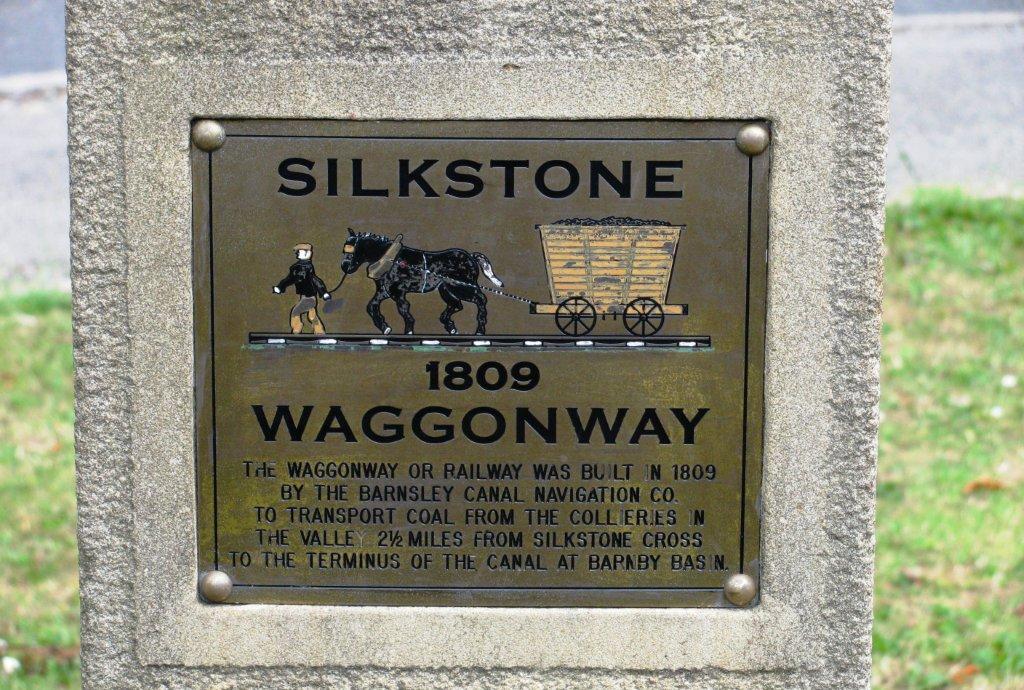 SILKSTONE
1809
WAGGONWAY
THE WAGGONWAY OR RAILWAY WAS BUILT IN 1809
BY THE BARNSLEY CANAL NAVIGATION CO.
TO TRANSPORT COAL FROM THE COLLIERIES IN
THE VALLEY 2½ MILES FROM SILKSTONE CROSS
TO THE TERMINUS OF THE CANAL AT BARNBY BASIN.